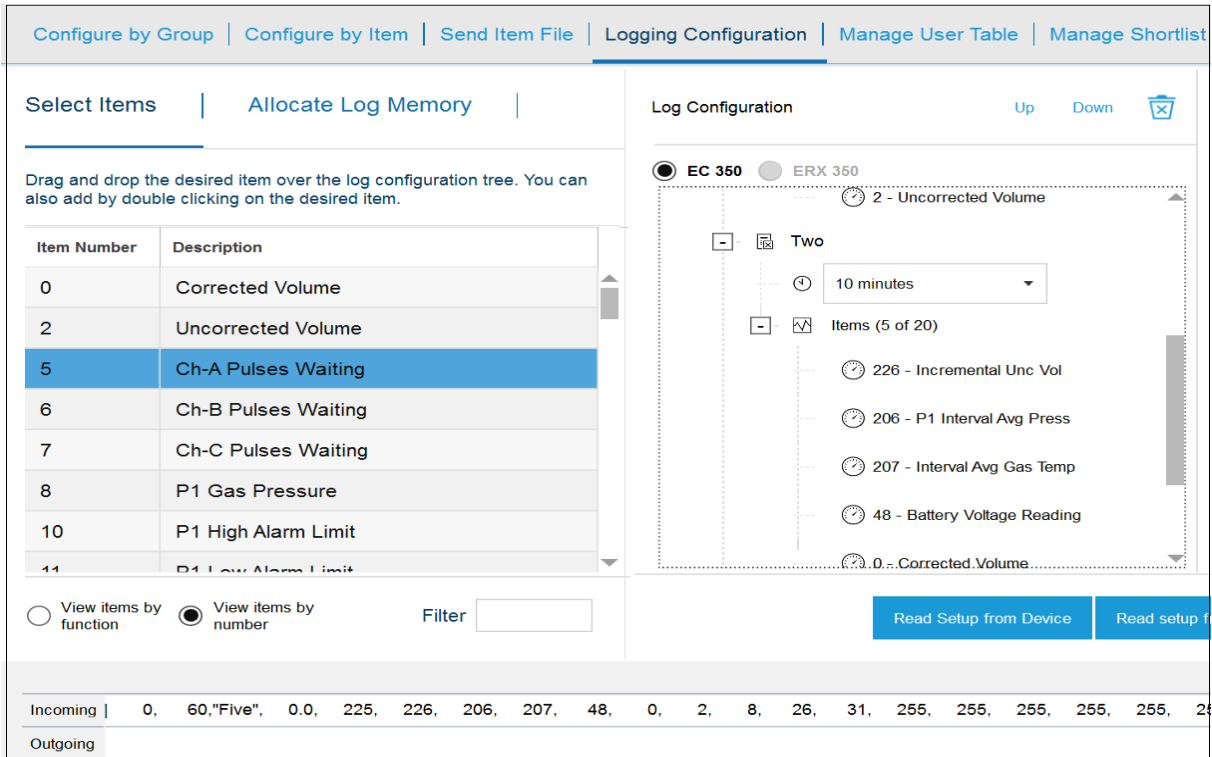 Configure by Group | Configure by Item | Send Item File | Logging Configuration | Manage User Table | Manage Shortlist
Select Items | Allocate Log Memory |
Drag and drop the desired item over the log configuration tree. You can
also add by double clicking on the desired item.
Item Number Description
0 Corrected Volume
2 Uncorrected Volume
5 Ch-A Pulses Waiting
6 Ch-B Pulses Waiting
7 Ch-C Pulses Waiting
8 P1 Gas Pressure
10 P1 High Alarm Limit
11 P1 Low Alarm Limit
View items by
function
View items by
number
Filter
Log Configuration Up Down
EC 350 ERX 350
2 - Uncorrected Volume
Two
10 minutes
Items (5 of 20)
226 - Incremental Unc Vol
206 - P1 Interval Avg Press
207 - Interval Avg Gas Temp
48 - Battery Voltage Reading
0 - Corrected Volume
Read Setup from Device Read setup
Incoming | 0, 60,"Five", 0.0, 225, 226, 206, 207, 48, 0, 2, 8, 26, 31, 255, 255, 255, 255, 255,
Outgoing